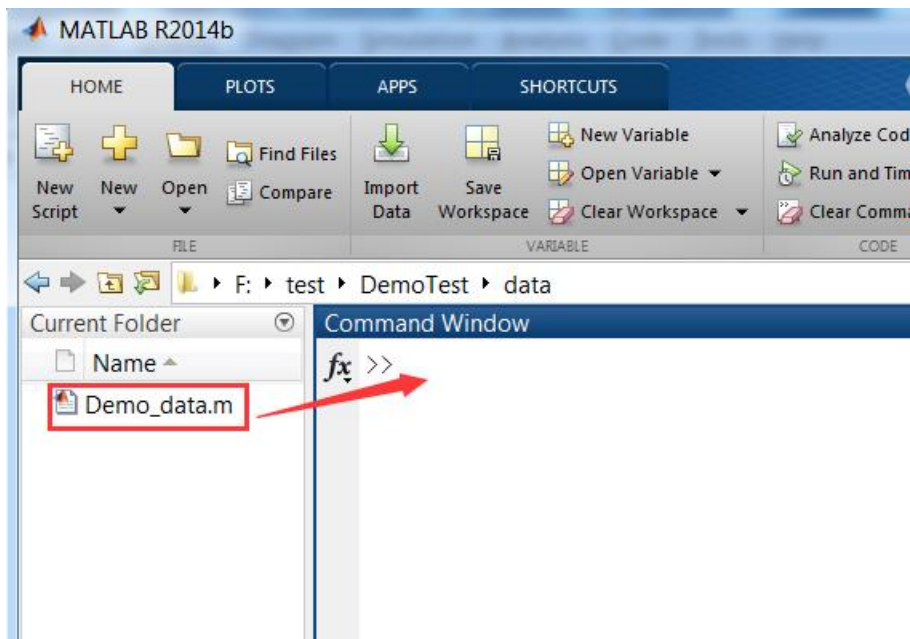 MATLAB R2014b
HOME PLOTS APPS SHORTCUTS
New Script
New
Open
Find Files
Compare
Import Data
Save Workspace
New Variable
Open Variable
Clear Workspace
Analyze Cod
Run and Tim
Clear Comma
FILE VARIABLE CODE
F: test DemoTest data
Current Folder
Command Window
Name
fx >>
Demo_data.m